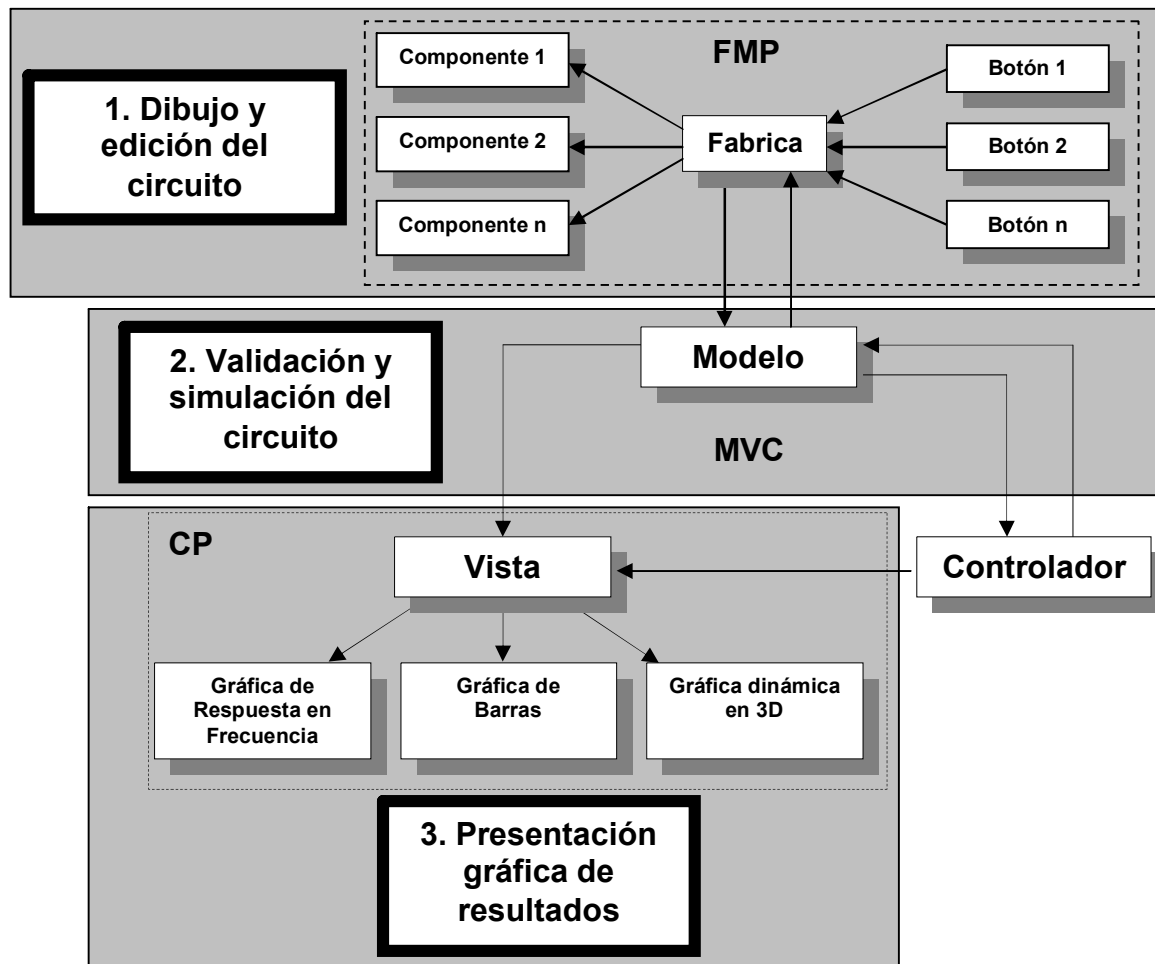 1. Dibujo y
edición del
circuito
FMP
Componente 1
Componente 2
Componente n
Fabrica
Botón 1
Botón 2
Botón n
2. Validación y
simulación del
circuito
Modelo
MVC
CP
Vista
Controlador
Gráfica de
Respuesta en
Frecuencia
Gráfica de
Barras
Gráfica dinámica
en 3D
3. Presentación
gráfica de
resultados